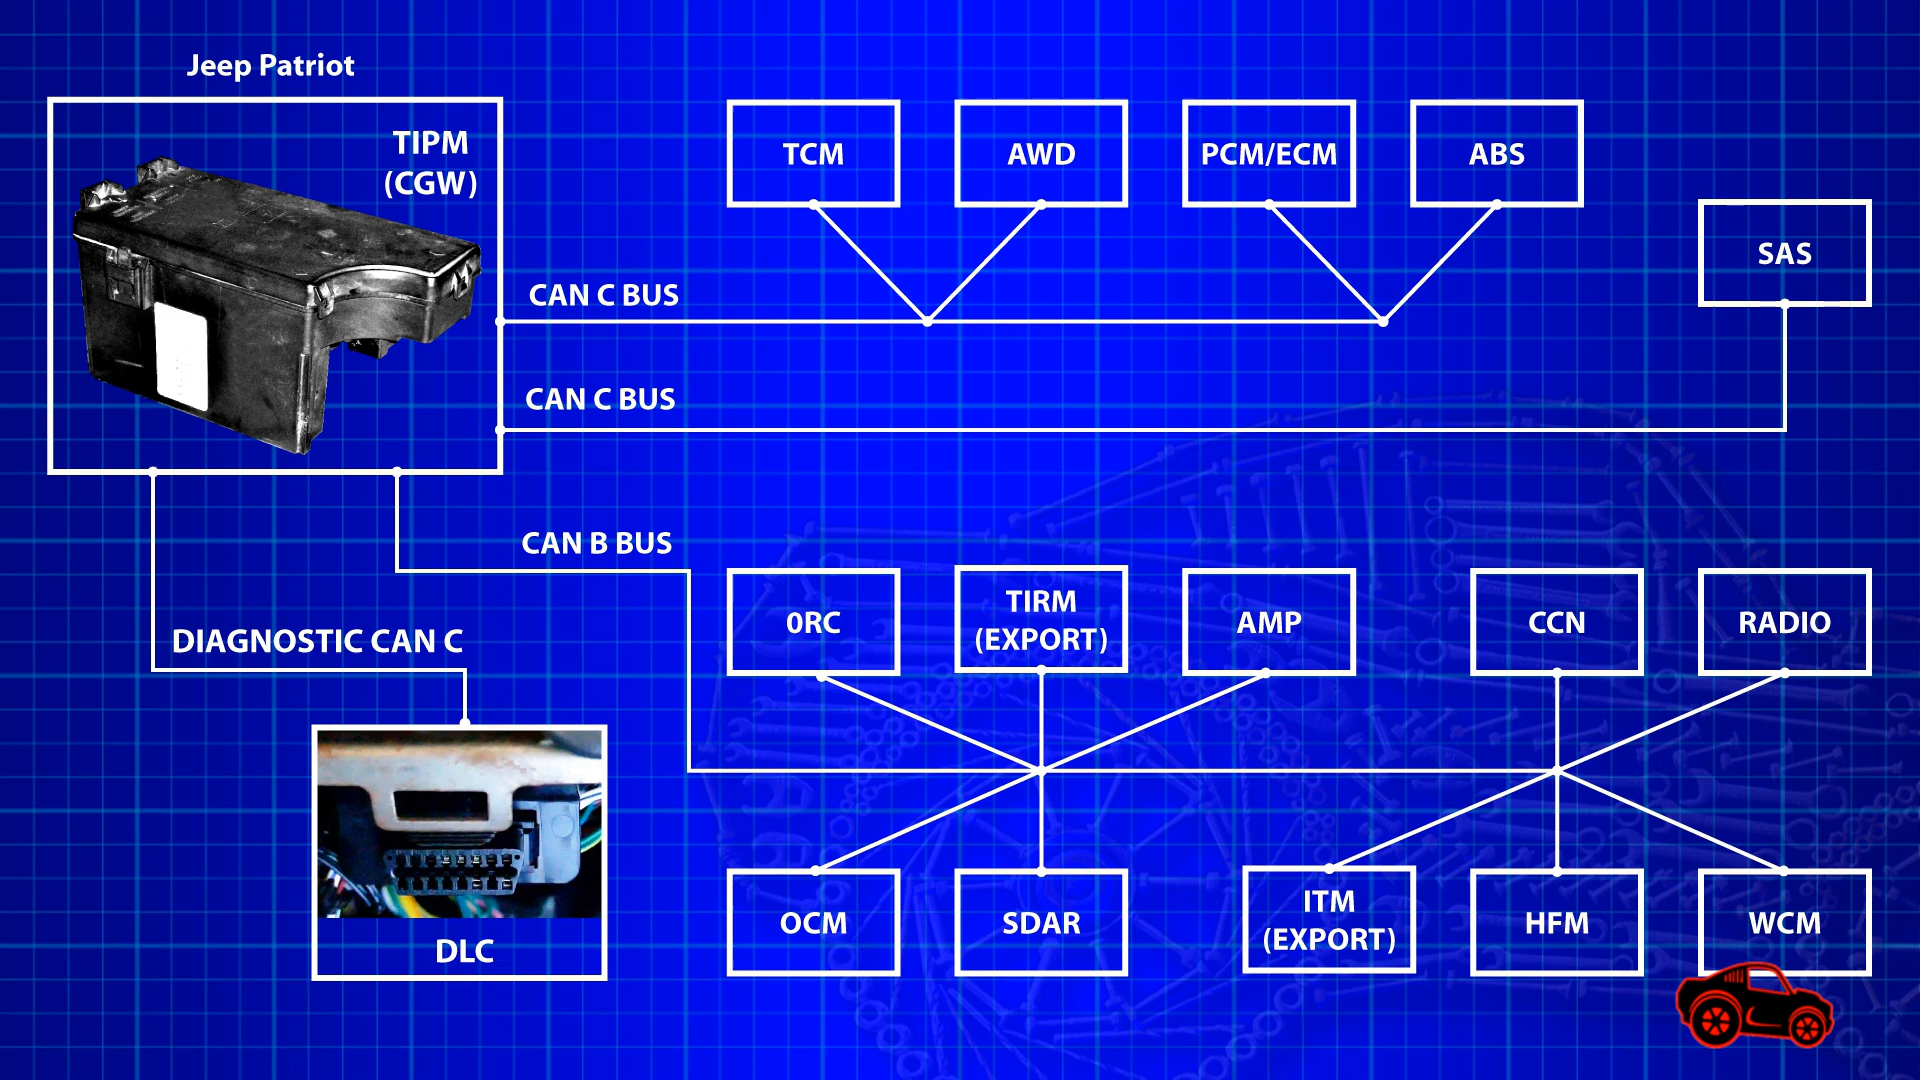 Jeep Patriot
TIPM
(CGW)
TCM
AWD
PCM/ECM
ABS
SAS
CAN C BUS
CAN C BUS
CAN B BUS
DIAGNOSTIC CAN C
0RC
TIRM
(EXPORT)
AMP
CCN
RADIO
OCM
SDAR
ITM
(EXPORT)
HFM
WCM
DLC